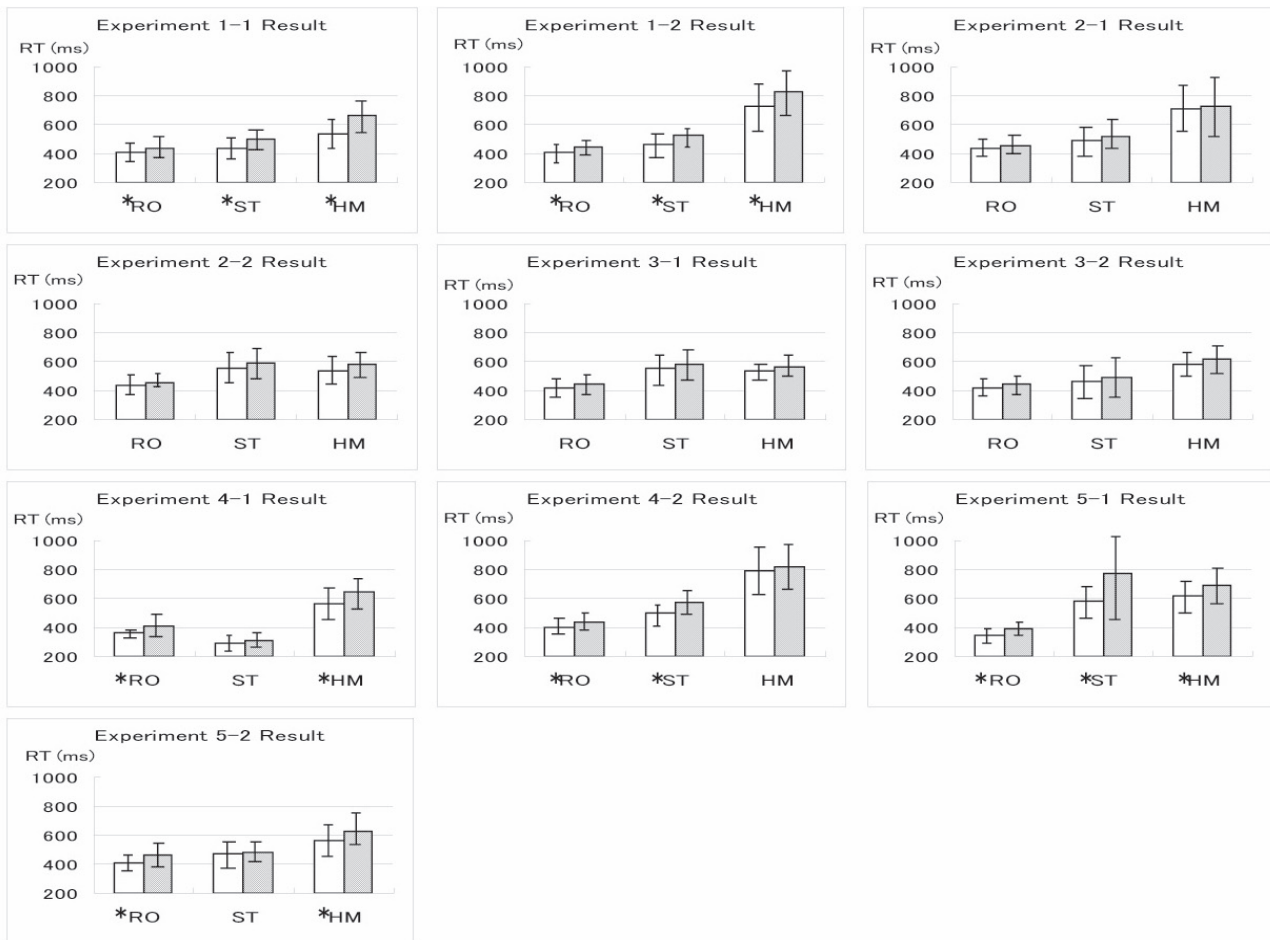 Experiment 1-1 Result
RT (ms)
1000
800
600
400
200
*RO *ST *HM
Experiment 1-2 Result
RT (ms)
1000
800
600
400
200
*RO *ST *HM
Experiment 2-1 Result
RT (ms)
1000
800
600
400
200
RO ST HM
Experiment 2-2 Result
RT (ms)
1000
800
600
400
200
RO ST HM
Experiment 3-1 Result
RT (ms)
1000
800
600
400
200
RO ST HM
Experiment 3-2 Result
RT (ms)
1000
800
600
400
200
RO ST HM
Experiment 4-1 Result
RT (ms)
1000
800
600
400
200
*RO ST *HM
Experiment 4-2 Result
RT (ms)
1000
800
600
400
200
*RO *ST HM
Experiment 5-1 Result
RT (ms)
1000
800
600
400
200
*RO *ST *HM
Experiment 5-2 Result
RT (ms)
1000
800
600
400
200
*RO ST *HM